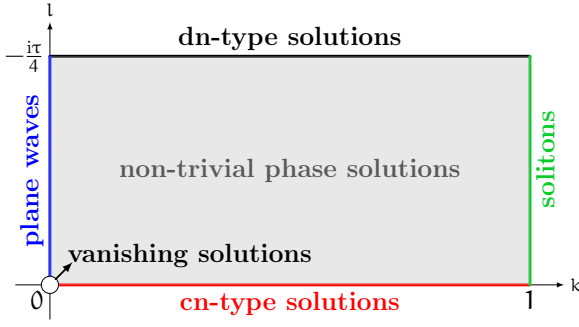 l
dn-type solutions
−iτ/4
plane waves
non-trivial phase solutions
solitons
vanishing solutions
0
cn-type solutions
1
k